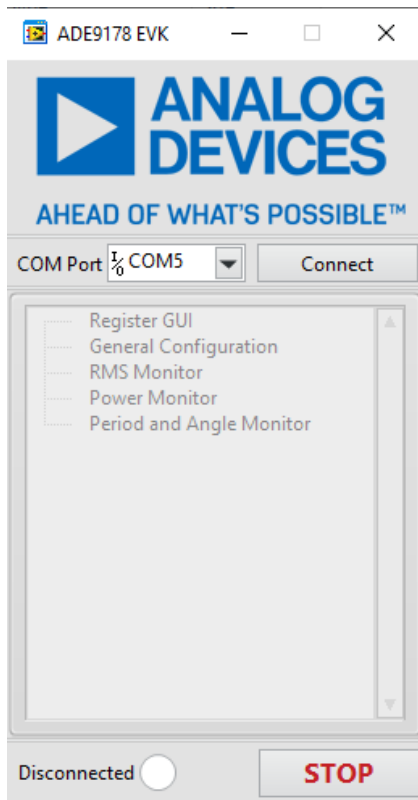 ADE9178 EVK
ANALOG
DEVICES
AHEAD OF WHAT'S POSSIBLE™
COM Port I/O COM5 Connect
Register GUI
General Configuration
RMS Monitor
Power Monitor
Period and Angle Monitor
Disconnected STOP